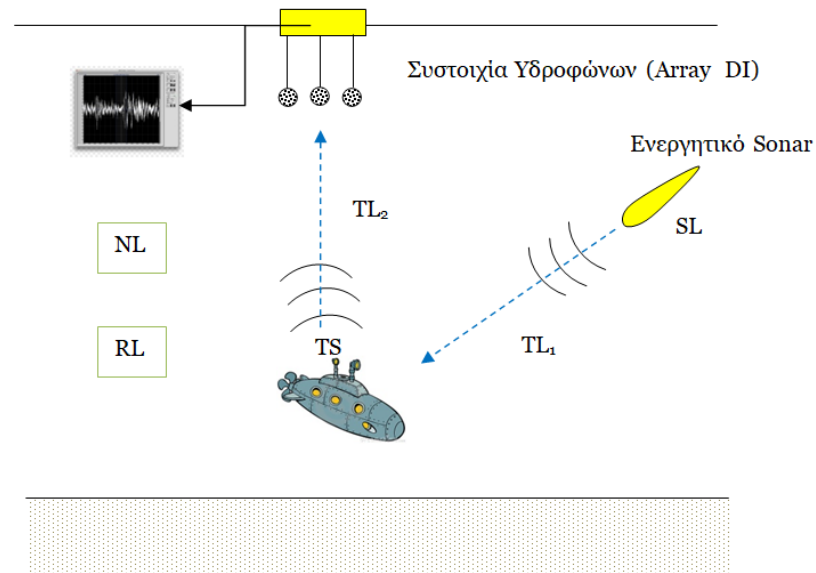 Συστοιχία Υδροφώνων (Array DI)
Ενεργητικό Sonar
SL
TL₂
NL
TL₁
TS
RL